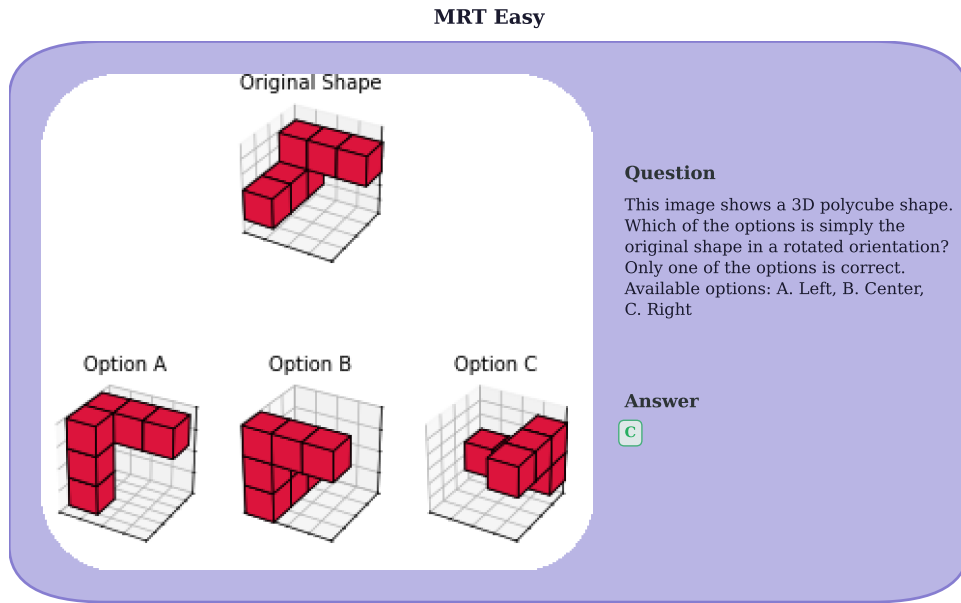 MRT Easy
Original Shape
Option A
Option B
Option C
Question
This image shows a 3D polycube shape.
Which of the options is simply the
original shape in a rotated orientation?
Only one of the options is correct.
Available options: A. Left, B. Center,
C. Right
Answer
C